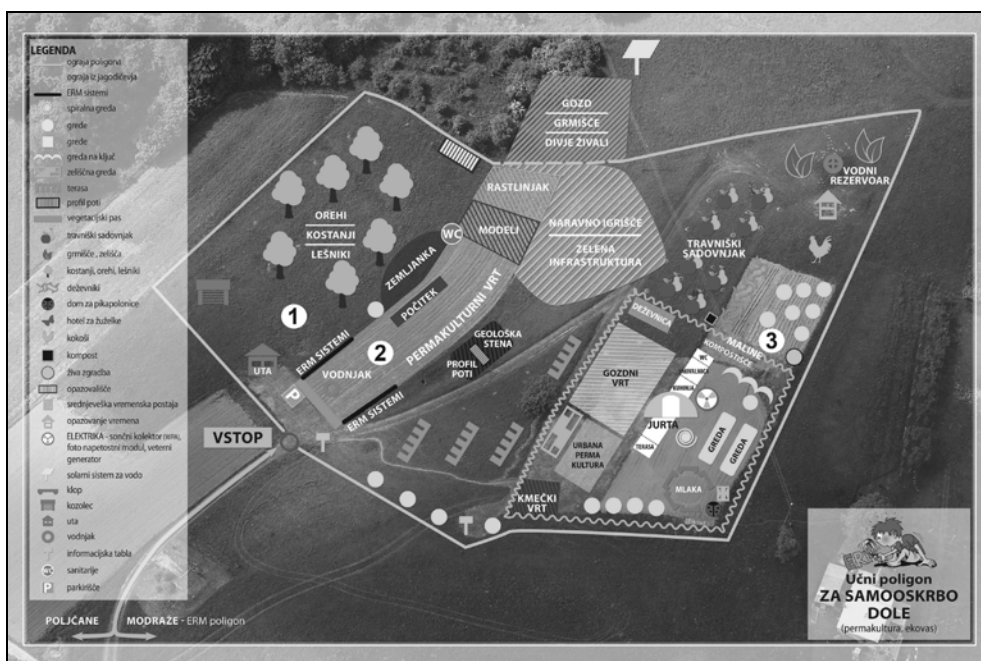 LEGENDA
ograja poligona
ograja iz jagodičevja
ERM sistemi
spiralna greda
grede
grede
greda na ključ
zeliščna greda
terasa
profil poti
vegetacijski pas
travniški sadovnjak
grmišče, zelišča
kostanji, orehi, lešniki
deževniki
dom za pikapolonice
hotel za žuželke
kokoši
kompost
živa zgradba
opazovališče
srednjeveška vremenska postaja
opazovanje vremena
ELEKTRIKA - sončni kolektor
foto napetostni modul, veterni
generator
solarni sistem za vodo
klop
kozolec
uta
vodnjak
informacijska tabla
sanitarije
P parkirišče
GOZD
GRMIŠČE
DIVJE ŽIVALI
VODNI
REZERVOAR
RASTLINJAK
OREHI
KOSTANJI
LEŠNIKI
WC
MODELI
NARAVNO IGRIŠČE
ZELENA
INFRASTRUKTURA
TRAVNIŠKI
SADOVNJAK
ZEMLJANKA
POČITEK
PERMAKULTURNI VRT
1
2
3
ERM SISTEMI
VODNJAK
ERM SISTEMI
GEOLOŠKA
STENA
PROFIL
POTI
DEŽEVNICA
MALINE
KOMPOSTIŠČE
WC
KUHINJA
GOZDNI
VRT
JURTA
TERASA
GREDA
GREDA
URBANA
PERMA
KULTURA
MLAKA
KMEČKI
VRT
UTA
P
VSTOP
POLJČANE
MODRAŽE - ERM poligon
Učni poligon
ZA SAMOOSKRBO
DOLE
(permakultura, ekovas)